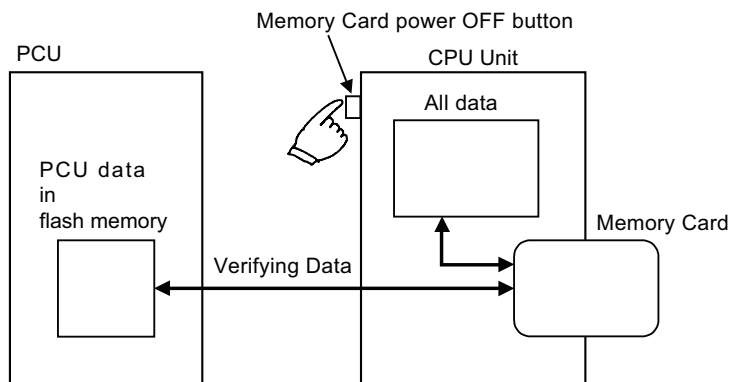 Memory Card power OFF button
PCU
CPU Unit
All data
PCU data
in
flash memory
Memory Card
Verifying Data